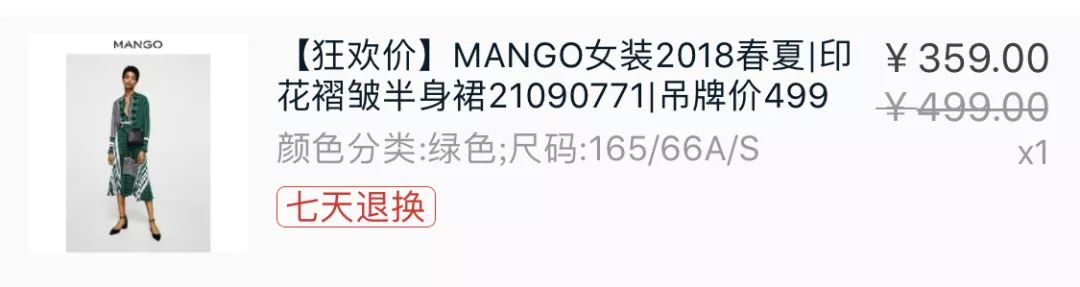 MANGO
【狂欢价】MANGO女装2018春夏|印
花褶皱半身裙21090771|吊牌价499
颜色分类:绿色;尺码:165/66A/S
七天退换
¥ 359.00
¥ 499.00
x1